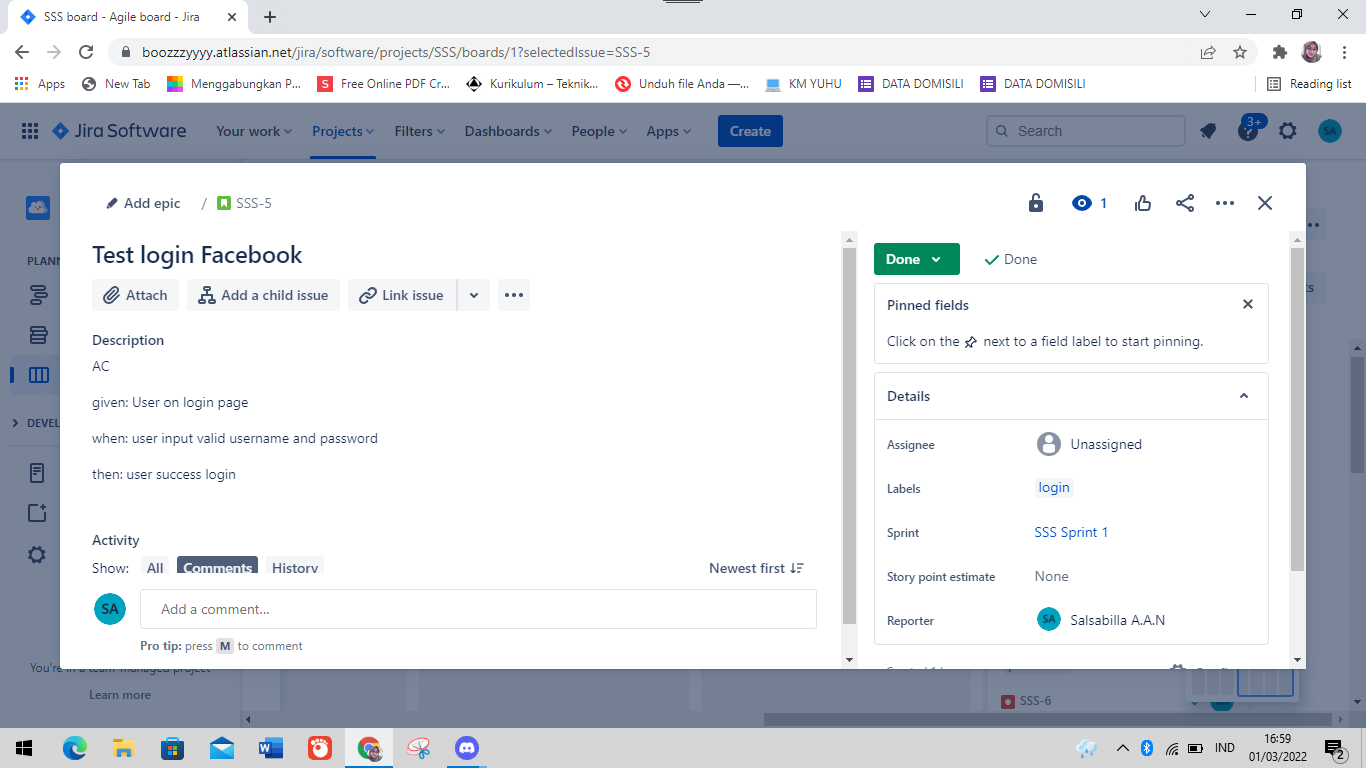 SSS board - Agile board - Jira
boozzzyyyy.atlassian.net/jira/software/projects/SSS/boards/1?selectedIssue=SSS-5
Apps New Tab Menggabungkan P... Free Online PDF Cr... Kurikulum – Teknik... Unduh file Anda —... KM YUHU DATA DOMISILI DATA DOMISILI Reading list
Jira Software Your work Projects Filters Dashboards People Apps Create Search 3+ SA
Add epic / SSS-5 1
Test login Facebook
Attach Add a child issue Link issue
Description
AC
given: User on login page
when: user input valid username and password
then: user success login
Activity
Show: All Comments History Newest first
SA Add a comment...
Pro tip: press M to comment
Done Done
Pinned fields
Click on the next to a field label to start pinning.
Details
Assignee Unassigned
Labels login
Sprint SSS Sprint 1
Story point estimate None
Reporter SA Salsabilla A.A.N
PLANN
DEVEL
You're in a team-managed project
Learn more
SSS-6
IND 16:59
01/03/2022 2